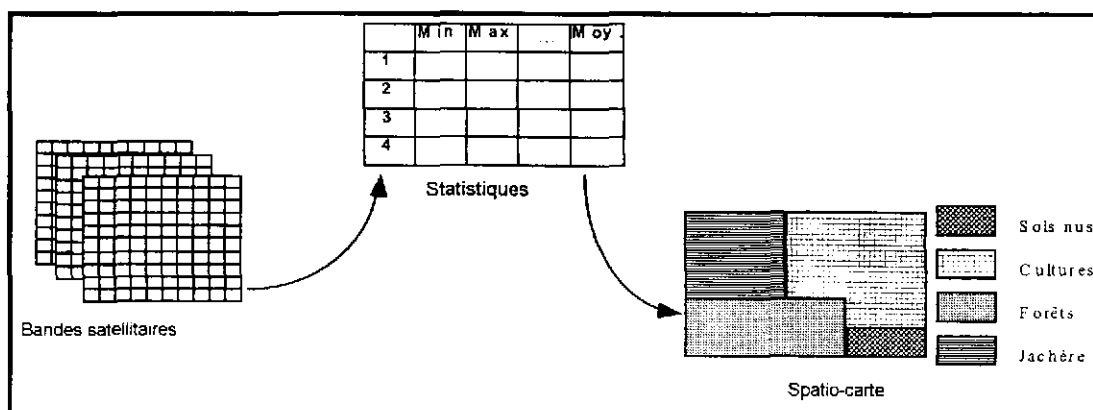 Min Max ... Moy.
1
2
3
4
Statistiques
Bandes satellitaires
Sols nus
Cultures
Forêts
Jachère
Spatio-carte